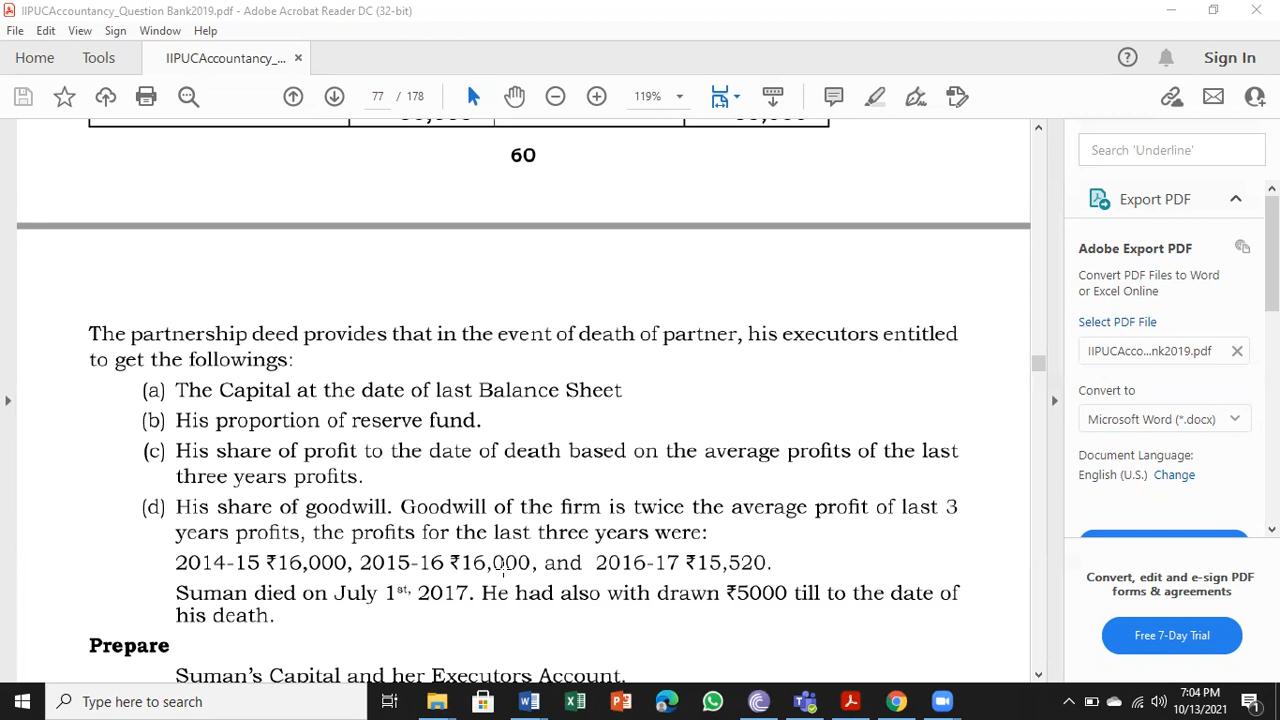 IIPUCAccountancy_Question Bank2019.pdf - Adobe Acrobat Reader DC (32-bit)
File Edit View Sign Window Help
Home Tools IIPUCAccountancy_... Sign In
77 / 178 119%
60
The partnership deed provides that in the event of death of partner, his executors entitled
to get the followings:
(a) The Capital at the date of last Balance Sheet
(b) His proportion of reserve fund.
(c) His share of profit to the date of death based on the average profits of the last
three years profits.
(d) His share of goodwill. Goodwill of the firm is twice the average profit of last 3
years profits, the profits for the last three years were:
2014-15 ₹16,000, 2015-16 ₹16,000, and 2016-17 ₹15,520.
Suman died on July 1st, 2017. He had also with drawn ₹5000 till to the date of
his death.
Prepare
Suman's Capital and her Executors Account.
Search 'Underline'
Export PDF
Adobe Export PDF
Convert PDF Files to Word
or Excel Online
Select PDF File
IIPUCAcco...nk2019.pdf
Convert to
Microsoft Word (*.docx)
Document Language:
English (U.S.) Change
Convert, edit and e-sign PDF
forms & agreements
Free 7-Day Trial
Type here to search
7:04 PM
10/13/2021